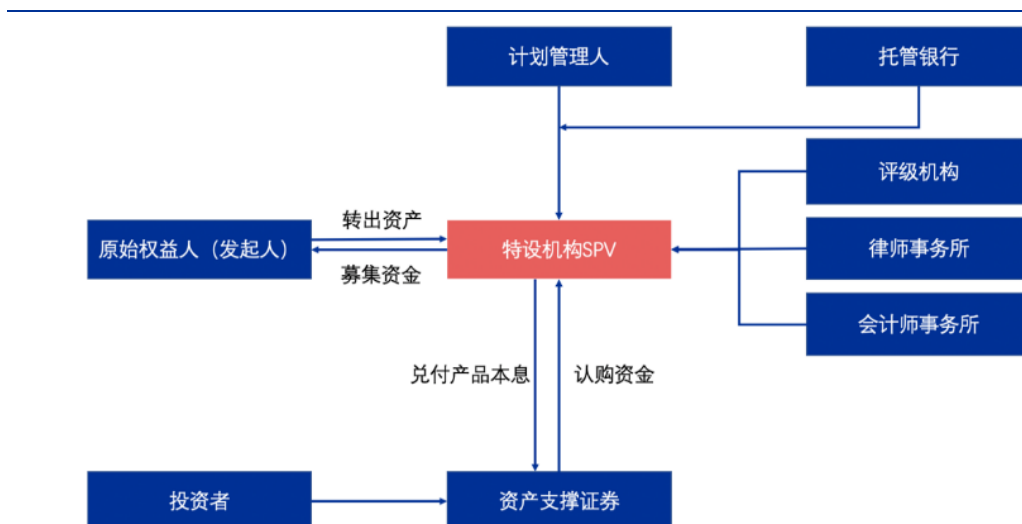 计划管理人
托管银行
评级机构
转出资产
原始权益人（发起人）
特设机构SPV
律师事务所
募集资金
会计师事务所
兑付产品本息
认购资金
投资者
资产支撑证券